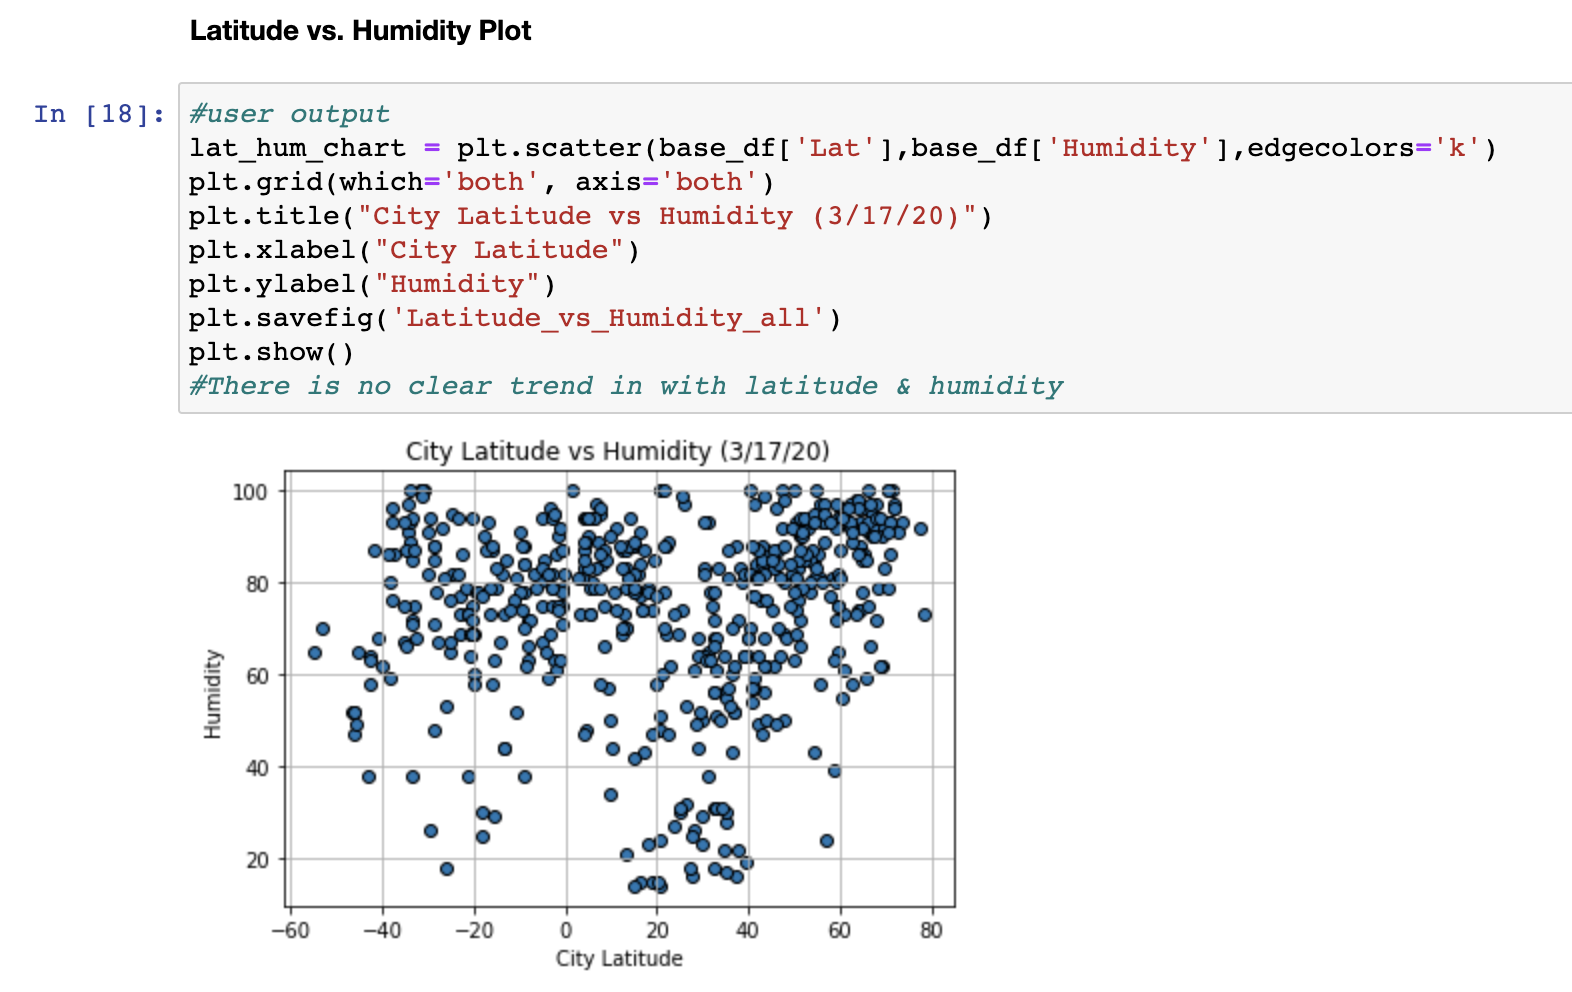 Latitude vs. Humidity Plot
In [18]:
#user output
lat_hum_chart = plt.scatter(base_df['Lat'],base_df['Humidity'],edgecolors='k')
plt.grid(which='both', axis='both')
plt.title("City Latitude vs Humidity (3/17/20)")
plt.xlabel("City Latitude")
plt.ylabel("Humidity")
plt.savefig('Latitude_vs_Humidity_all')
plt.show()
#There is no clear trend in with latitude & humidity
City Latitude vs Humidity (3/17/20)
100
80
60
40
20
Humidity
−60 −40 −20 0 20 40 60 80
City Latitude